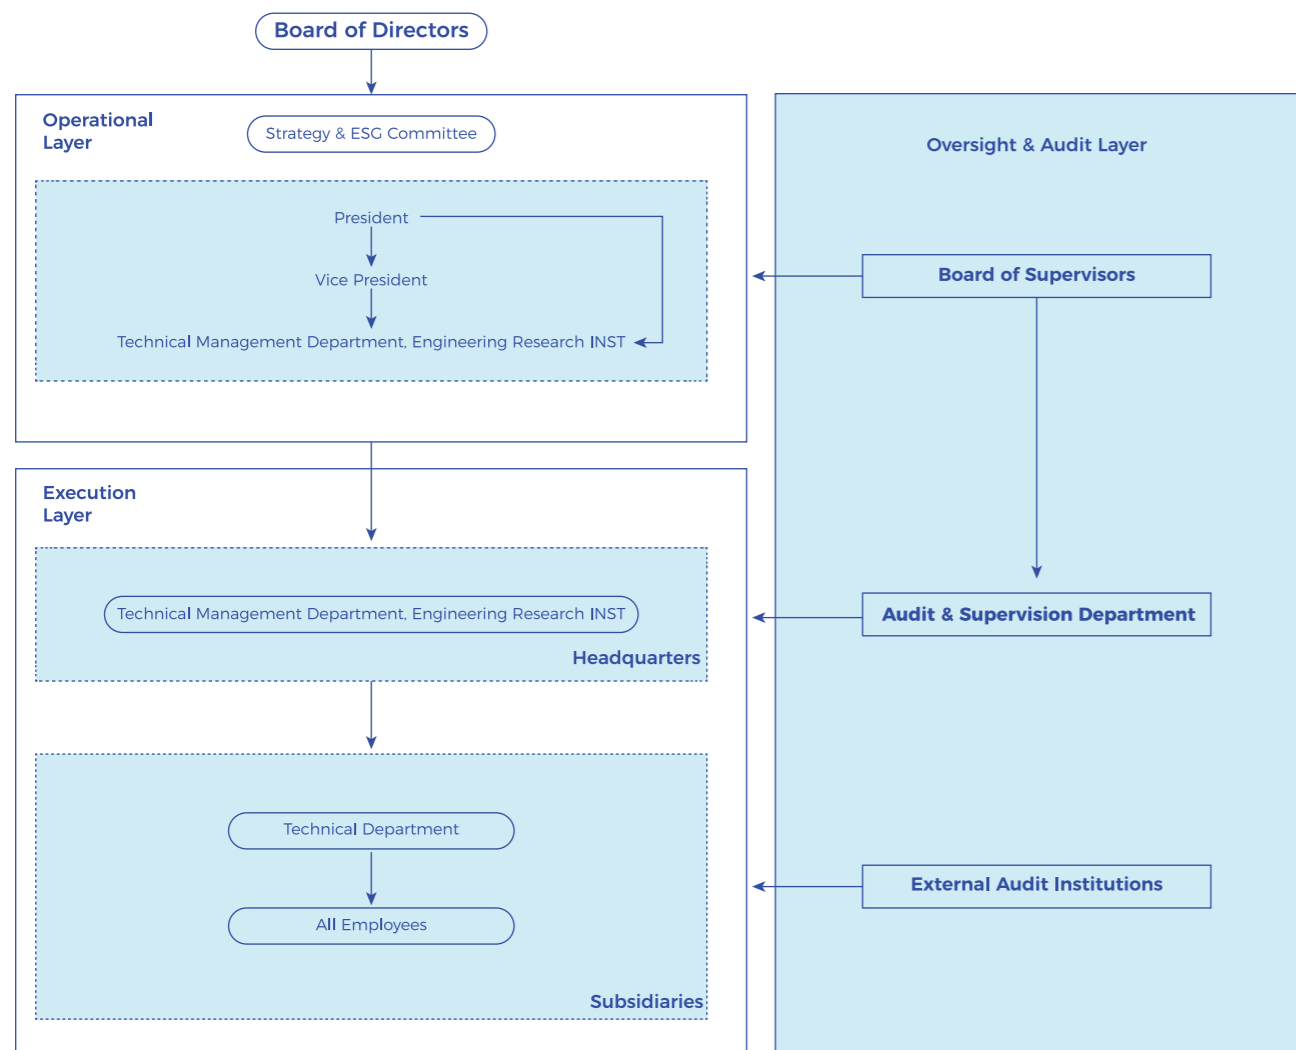 Board of Directors
Operational
Layer
Strategy & ESG Committee
President
Vice President
Technical Management Department, Engineering Research INST
Execution
Layer
Technical Management Department, Engineering Research INST
Headquarters
Technical Department
All Employees
Subsidiaries
Oversight & Audit Layer
Board of Supervisors
Audit & Supervision Department
External Audit Institutions